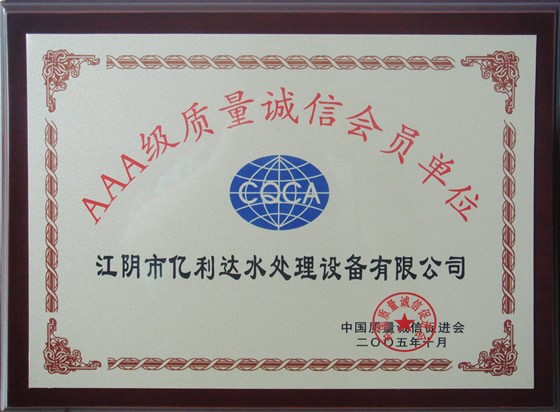 AAA级质量诚信会员单位
CQCA
江阴市亿利达水处理设备有限公司
中国质量诚信促进会
二〇〇五年十月